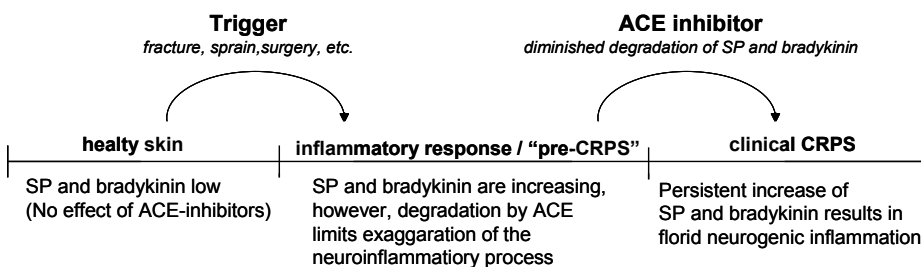 Trigger
fracture, sprain,surgery, etc.
ACE inhibitor
diminished degradation of SP and bradykinin
healty skin
inflammatory response / “pre-CRPS”
clinical CRPS
SP and bradykinin low
(No effect of ACE-inhibitors)
SP and bradykinin are increasing,
however, degradation by ACE
limits exaggaration of the
neuroinflammatiory process
Persistent increase of
SP and bradykinin results in
florid neurogenic inflammation